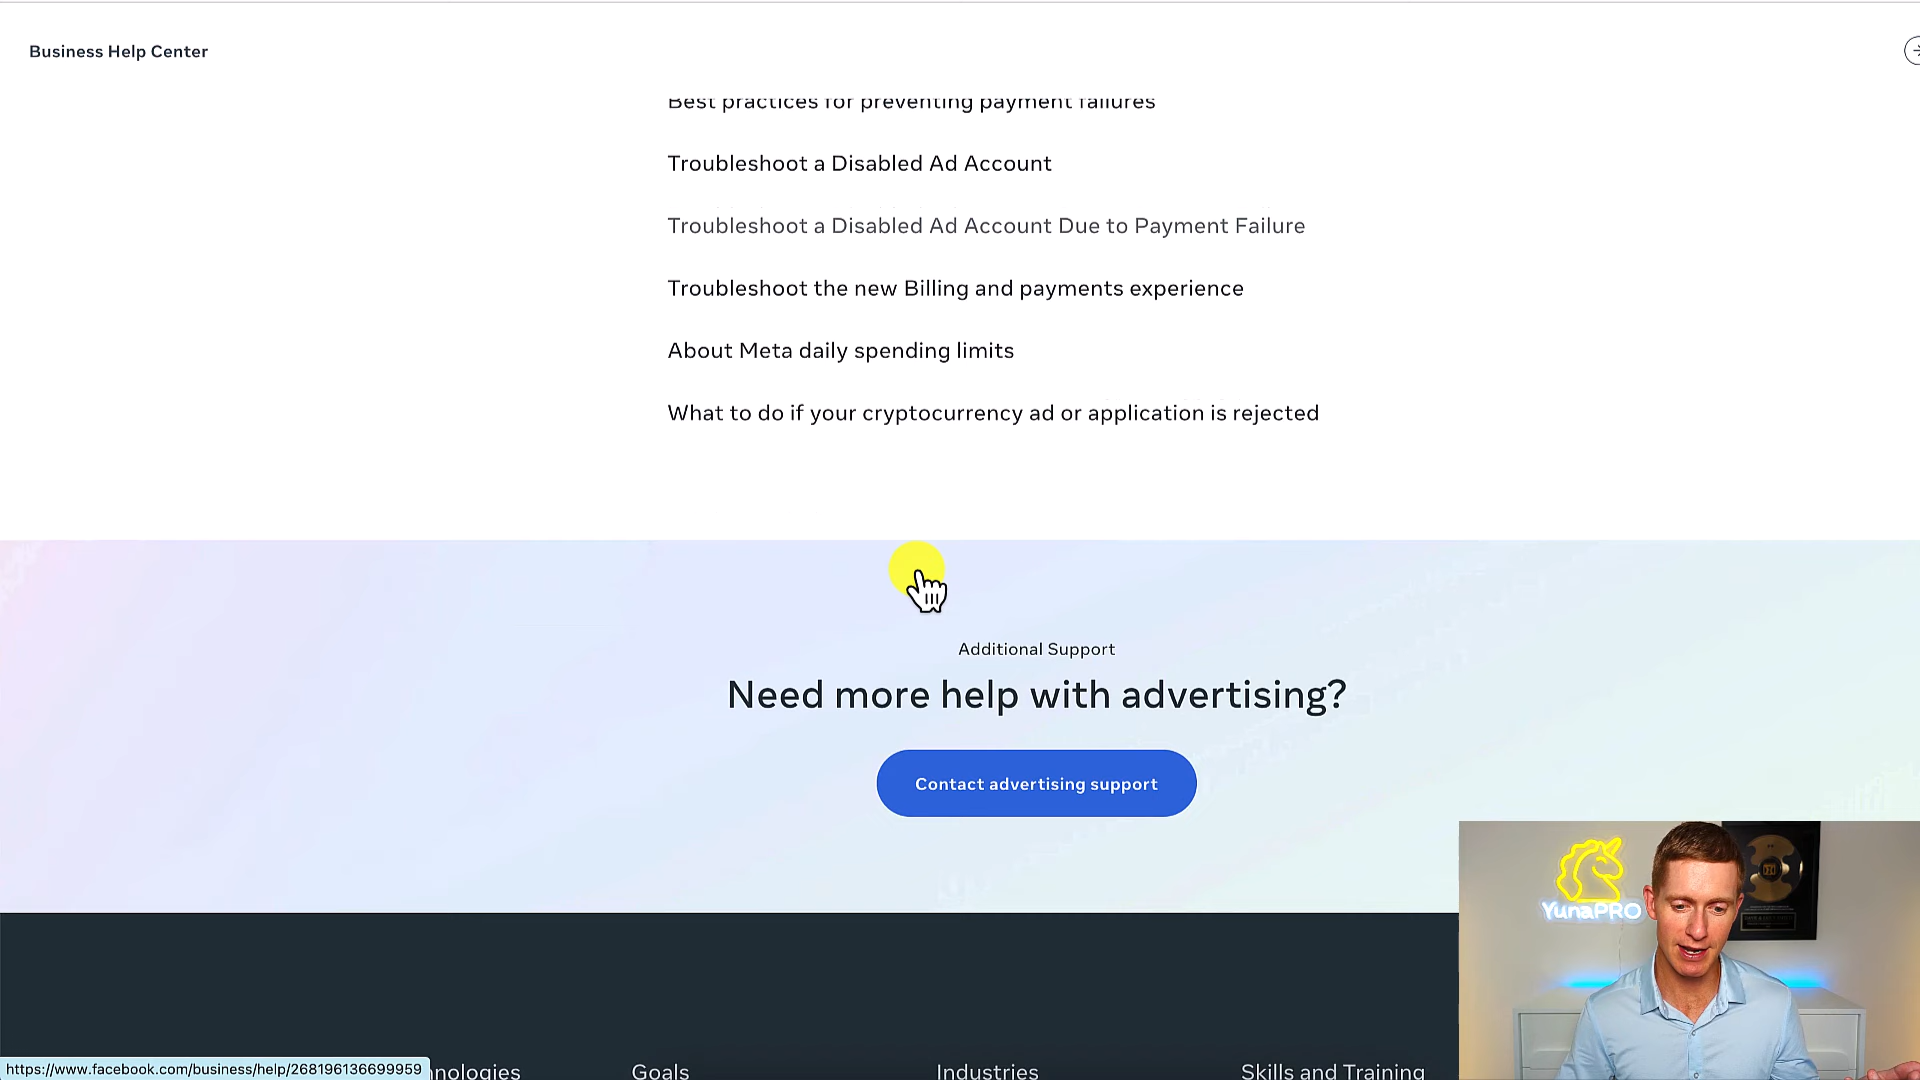 Business Help Center
Best practices for preventing payment failures
Troubleshoot a Disabled Ad Account
Troubleshoot a Disabled Ad Account Due to Payment Failure
Troubleshoot the new Billing and payments experience
About Meta daily spending limits
What to do if your cryptocurrency ad or application is rejected
Additional Support
Need more help with advertising?
Contact advertising support
YunaPRO
https://www.facebook.com/business/help/268196136699959
nologies
Goals
Industries
Skills and Training